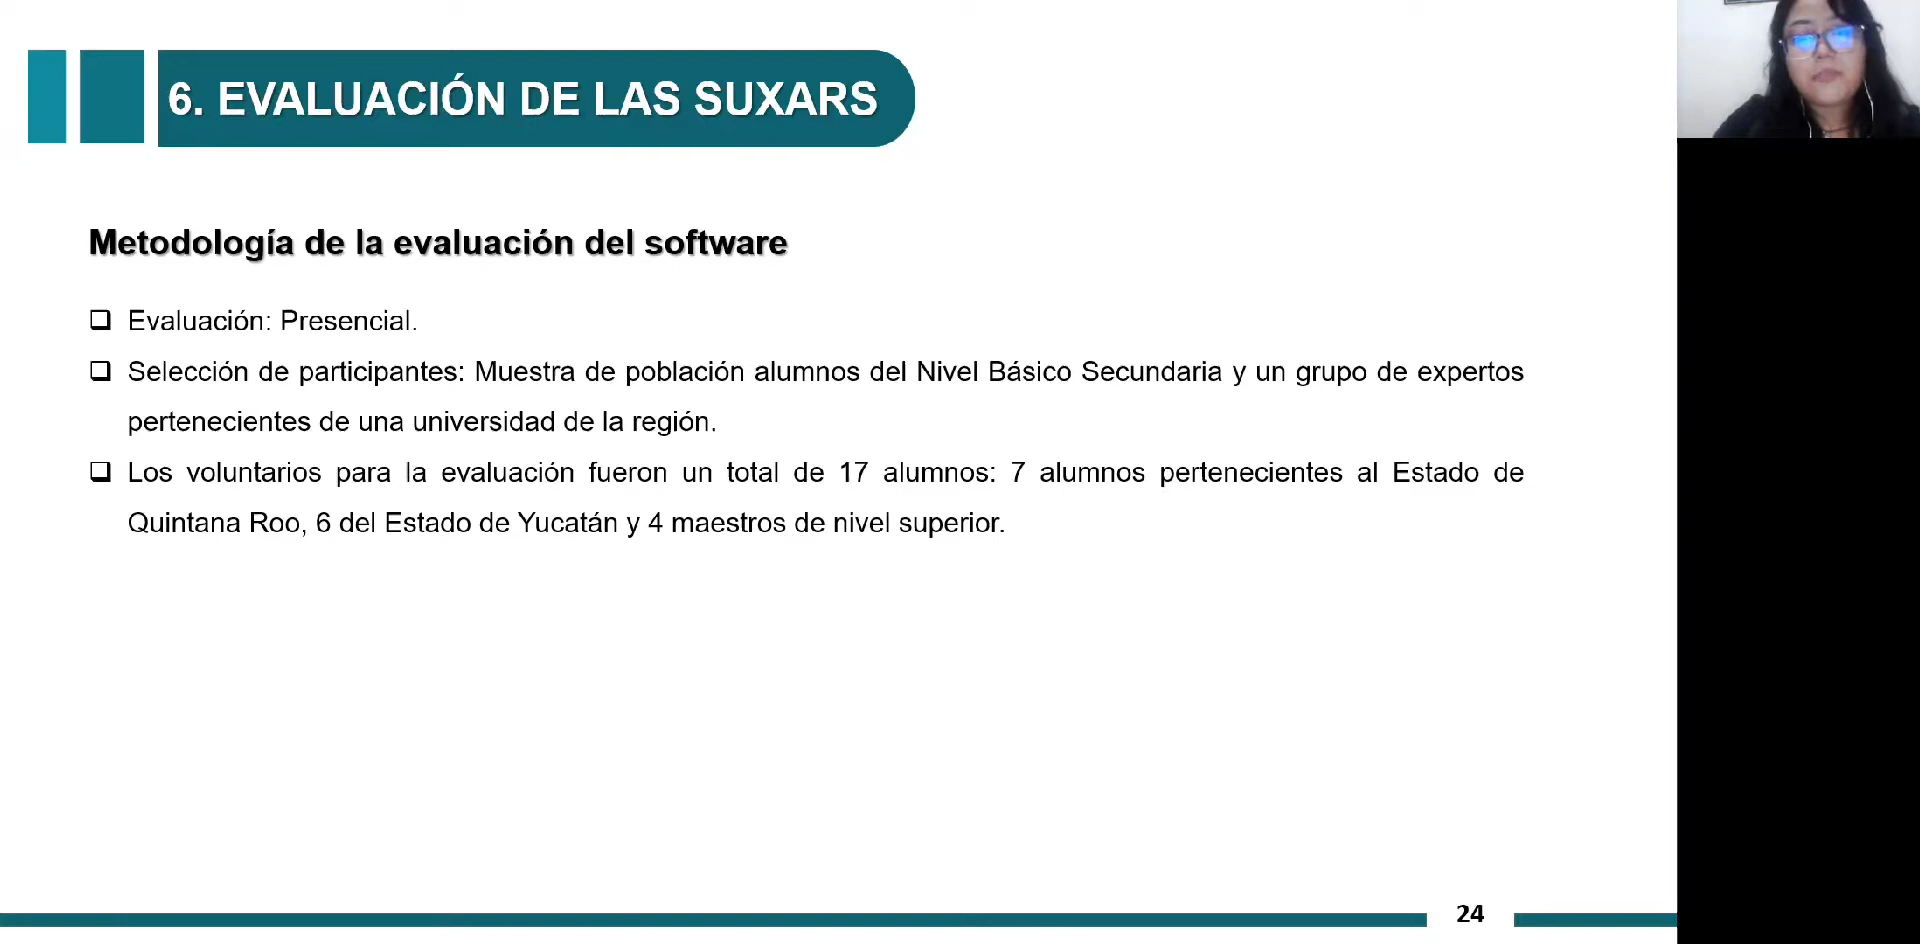 6. EVALUACIÓN DE LAS SUXARS
Metodología de la evaluación del software
Evaluación: Presencial.
Selección de participantes: Muestra de población alumnos del Nivel Básico Secundaria y un grupo de expertos
pertenecientes de una universidad de la región.
Los voluntarios para la evaluación fueron un total de 17 alumnos: 7 alumnos pertenecientes al Estado de
Quintana Roo, 6 del Estado de Yucatán y 4 maestros de nivel superior.
24